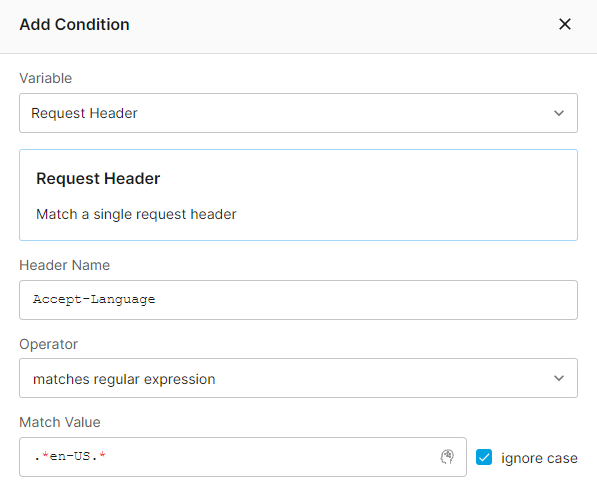 Add Condition
Variable
Request Header
Request Header
Match a single request header
Header Name
Accept-Language
Operator
matches regular expression
Match Value
.*en-US.*
ignore case